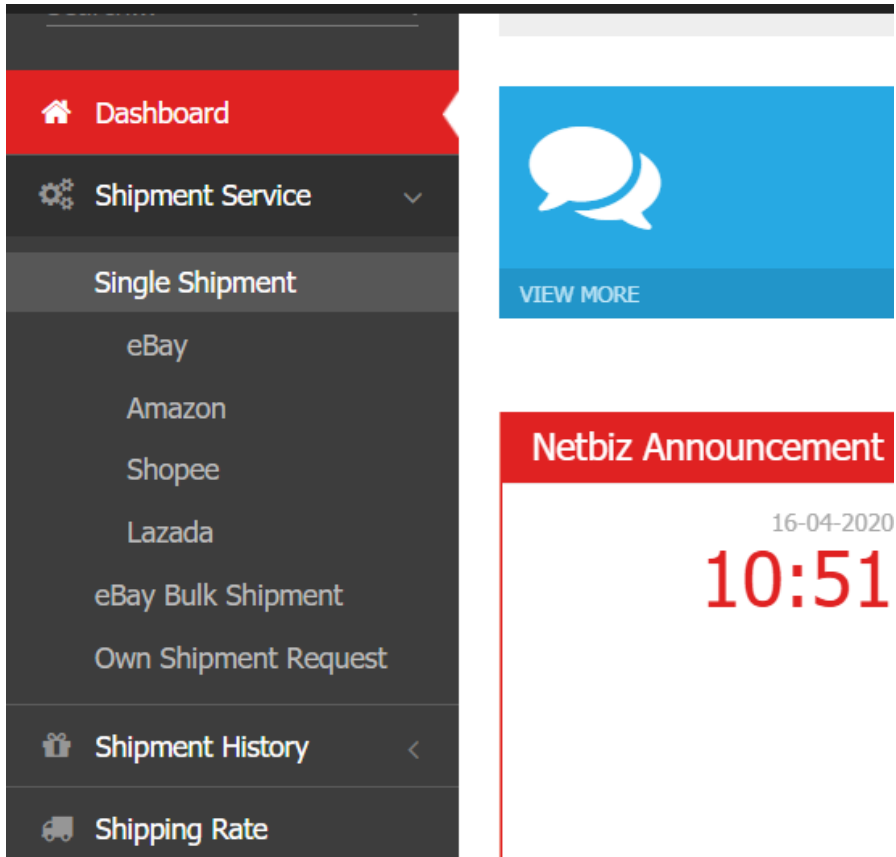 Dashboard
Shipment Service
Single Shipment
eBay
Amazon
Shopee
Lazada
eBay Bulk Shipment
Own Shipment Request
Shipment History
Shipping Rate
VIEW MORE
Netbiz Announcement
16-04-2020
10:51